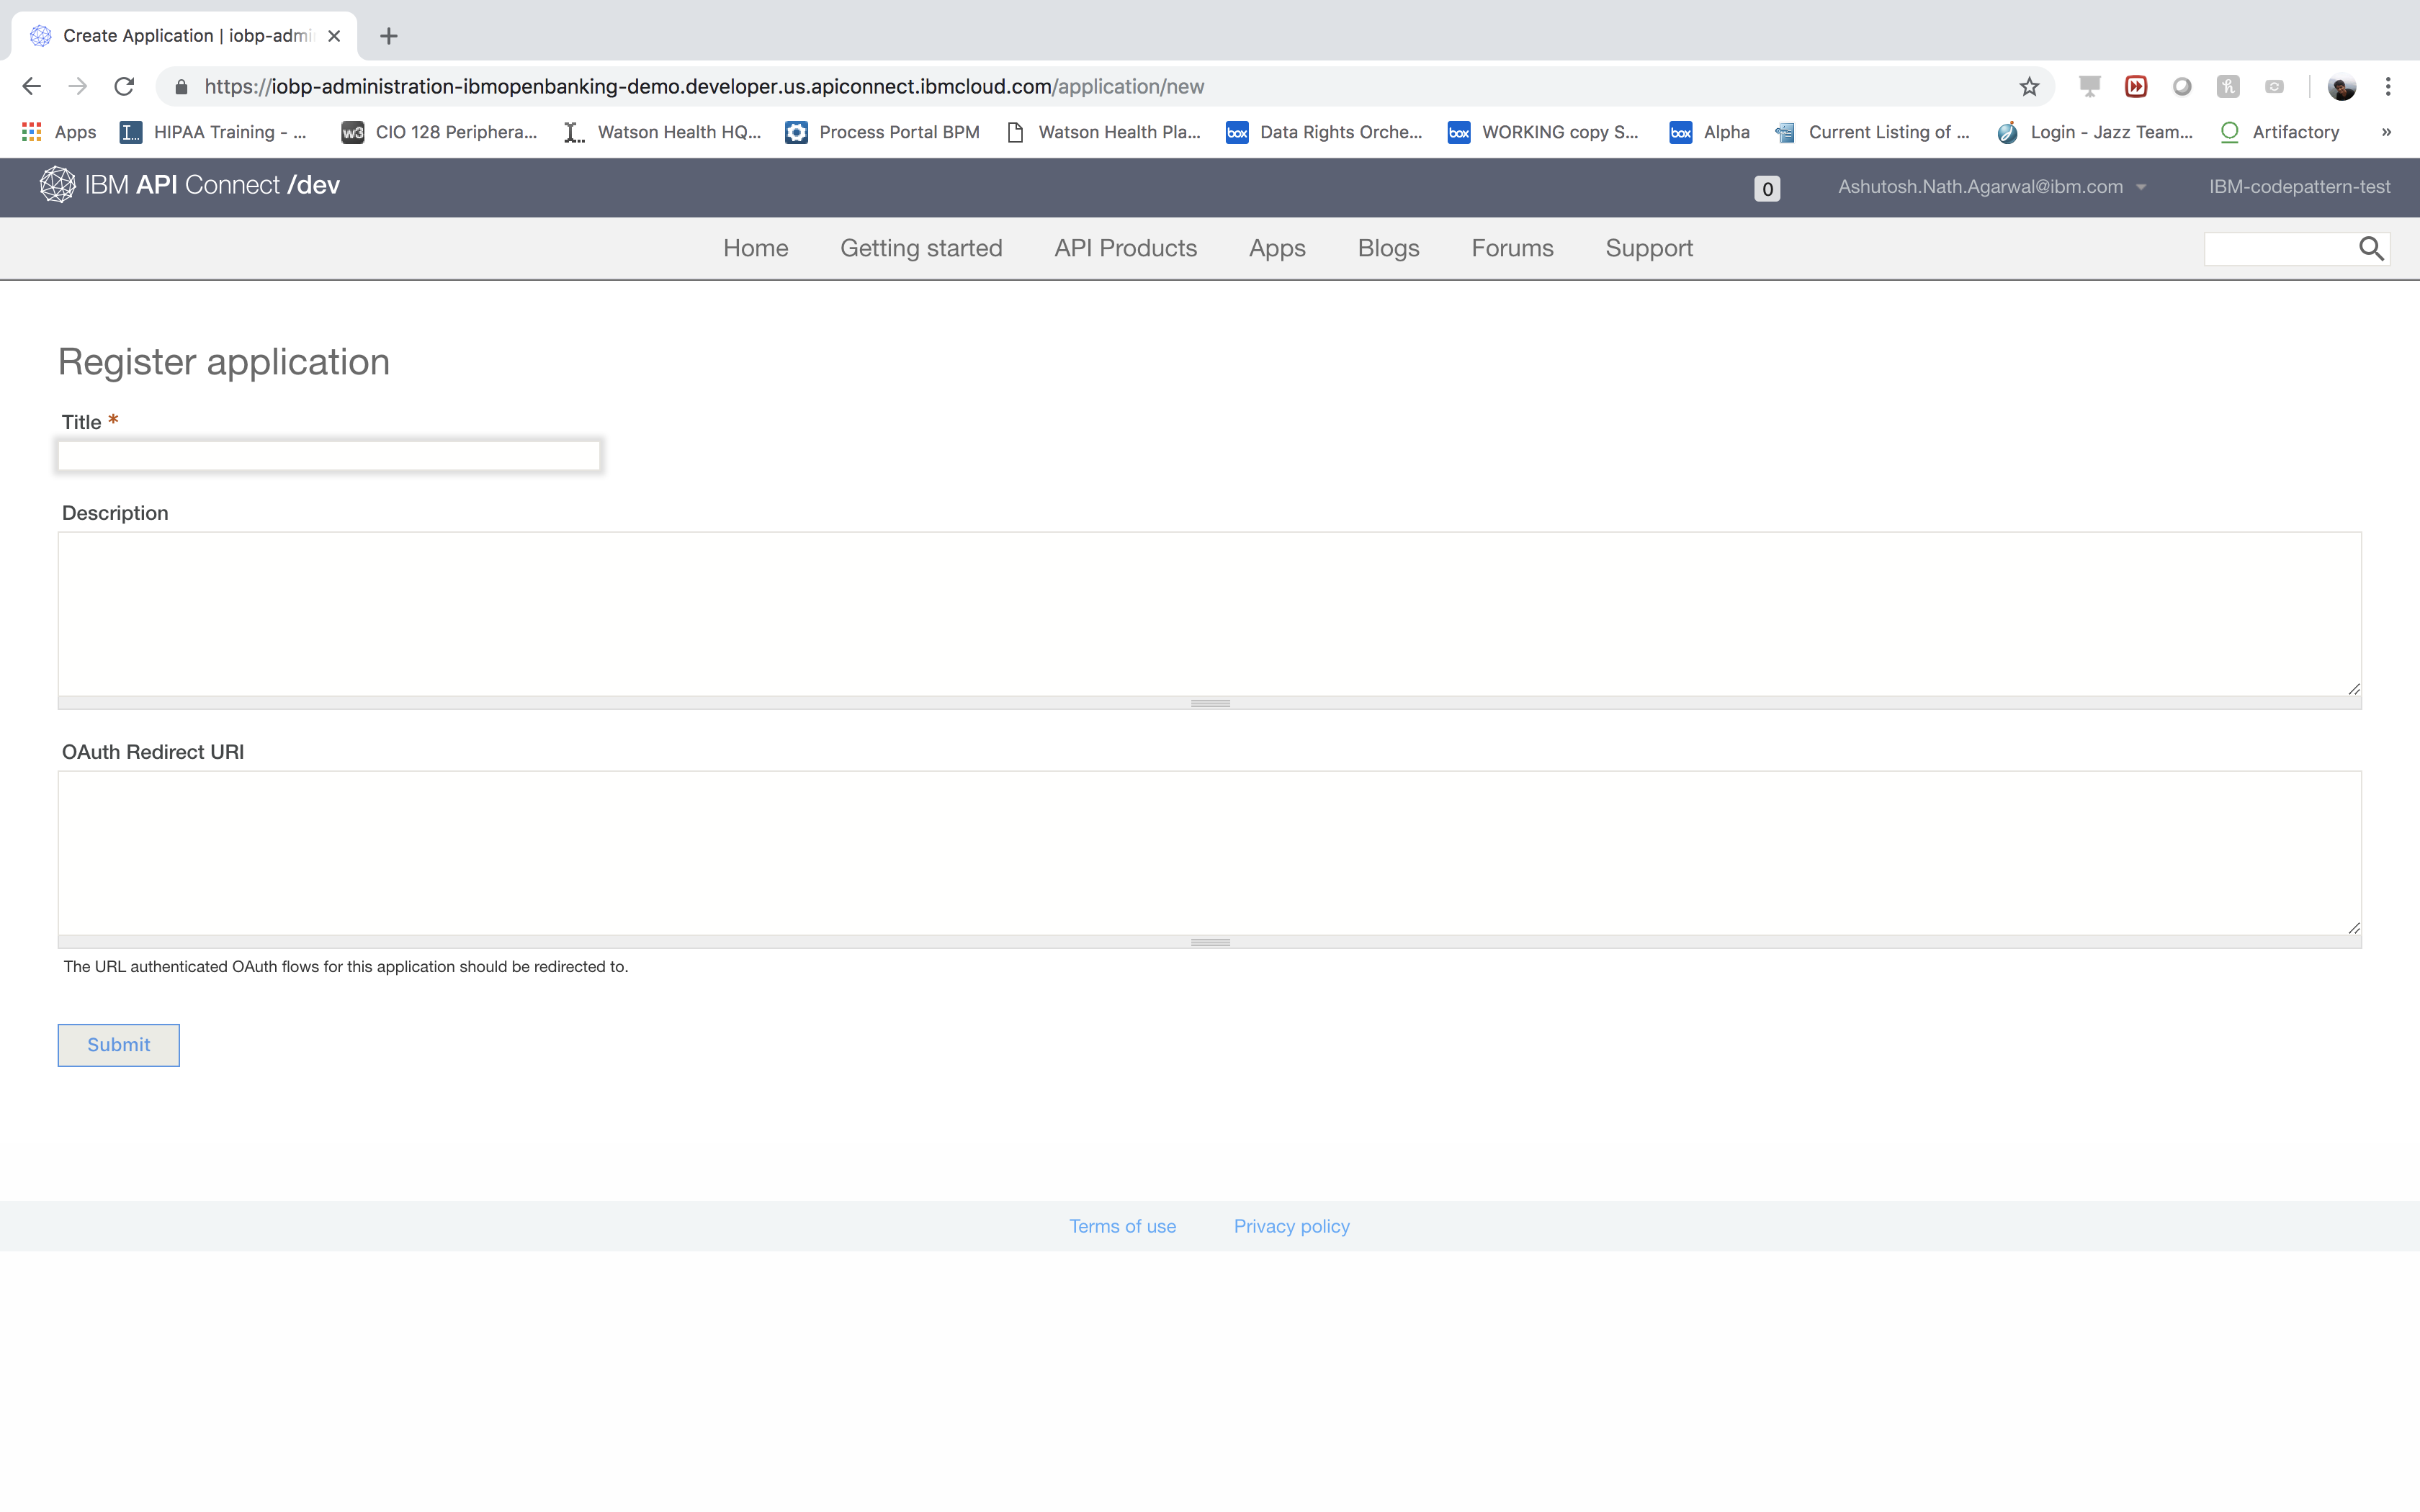 Create Application | iobp-admi
https://iobp-administration-ibmopenbanking-demo.developer.us.apiconnect.ibmcloud.com/application/new
Apps I... HIPAA Training - ... w3 CIO 128 Periphera... I... Watson Health HQ... Process Portal BPM Watson Health Pla... box Data Rights Orche... box WORKING copy S... box Alpha Current Listing of ... Login - Jazz Team... Artifactory »
IBM API Connect /dev 0 Ashutosh.Nath.Agarwal@ibm.com IBM-codepattern-test
Home Getting started API Products Apps Blogs Forums Support
Register application
Title *
Description
OAuth Redirect URI
The URL authenticated OAuth flows for this application should be redirected to.
Submit
Terms of use Privacy policy